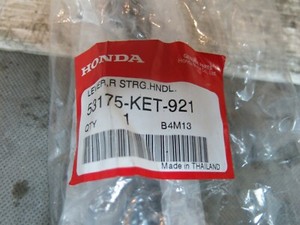 HONDA
LEVER,R STRG.HNDL.
53175-KET-921
QTY 1 B4M13
MADE IN THAILAND